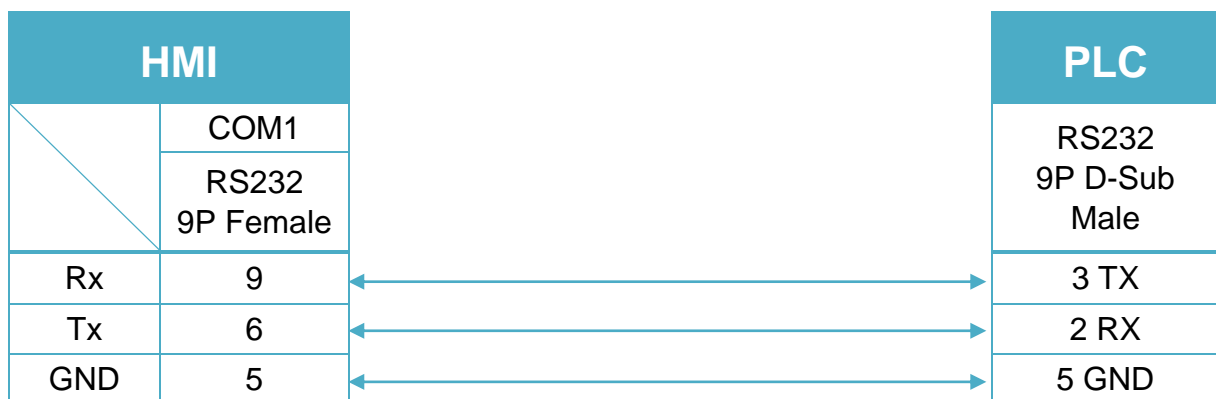 HMI
PLC
COM1
RS232
9P Female
RS232
9P D-Sub
Male
Rx 9 3 TX
Tx 6 2 RX
GND 5 5 GND